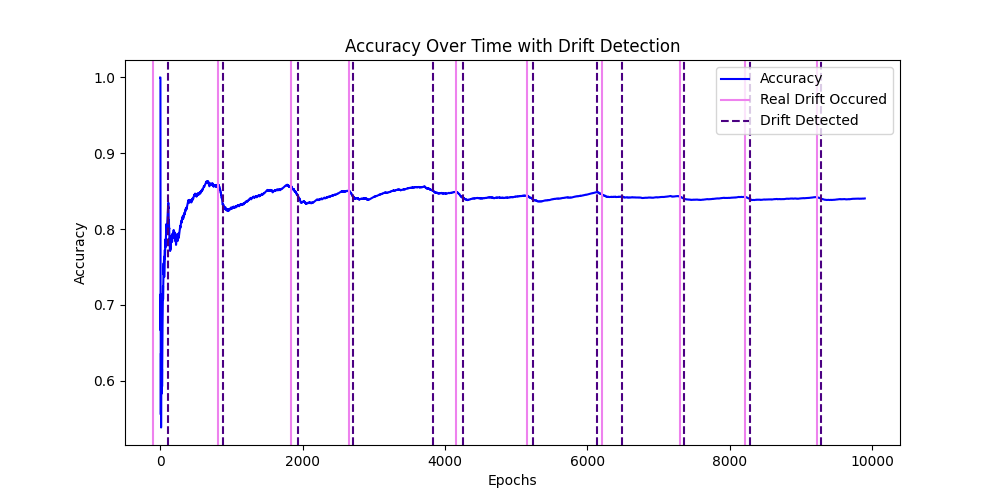 Accuracy Over Time with Drift Detection
1.0
0.9
0.8
0.7
0.6
Accuracy
Accuracy
Real Drift Occured
Drift Detected
0
2000
4000
6000
8000
10000
Epochs